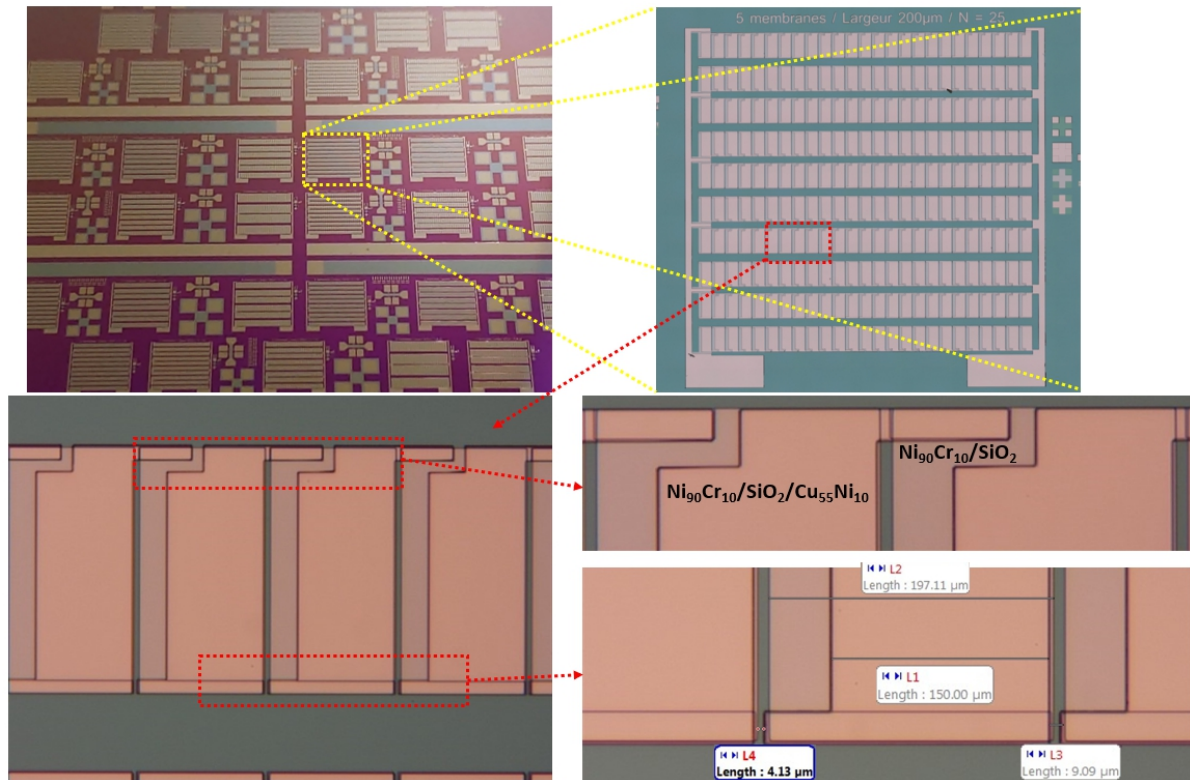 5 membranes / Largeur 200µm / N = 25
Ni90Cr10/SiO2
Ni90Cr10/SiO2/Cu55Ni10
L2
Length : 197.11 µm
L1
Length : 150.00 µm
L4
Length : 4.13 µm
L3
Length : 9.09 µm